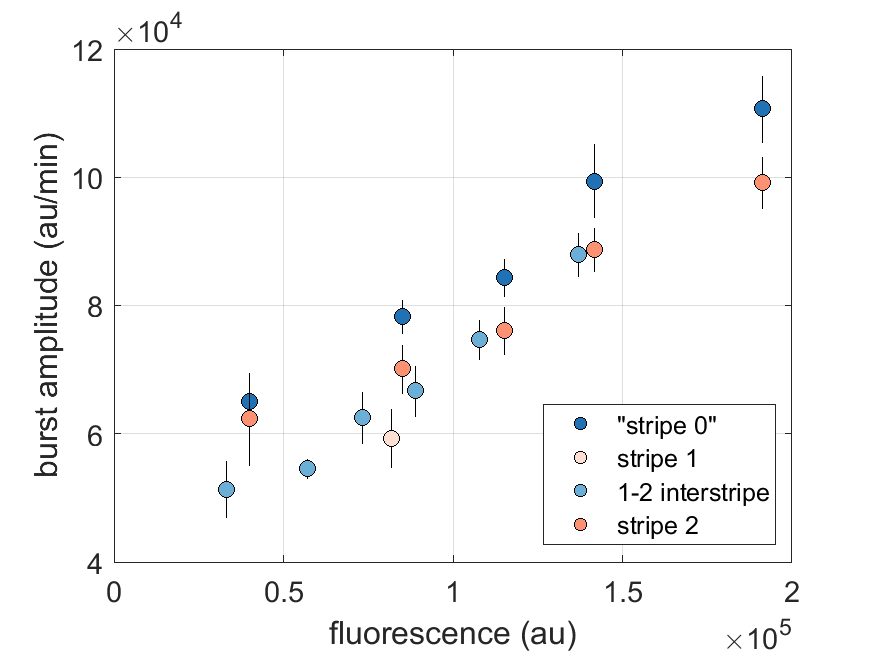 ×10⁴
12
10
8
6
4
burst amplitude (au/min)
0
0.5
1
1.5
2
×10⁵
fluorescence (au)
"stripe 0"
stripe 1
1-2 interstripe
stripe 2